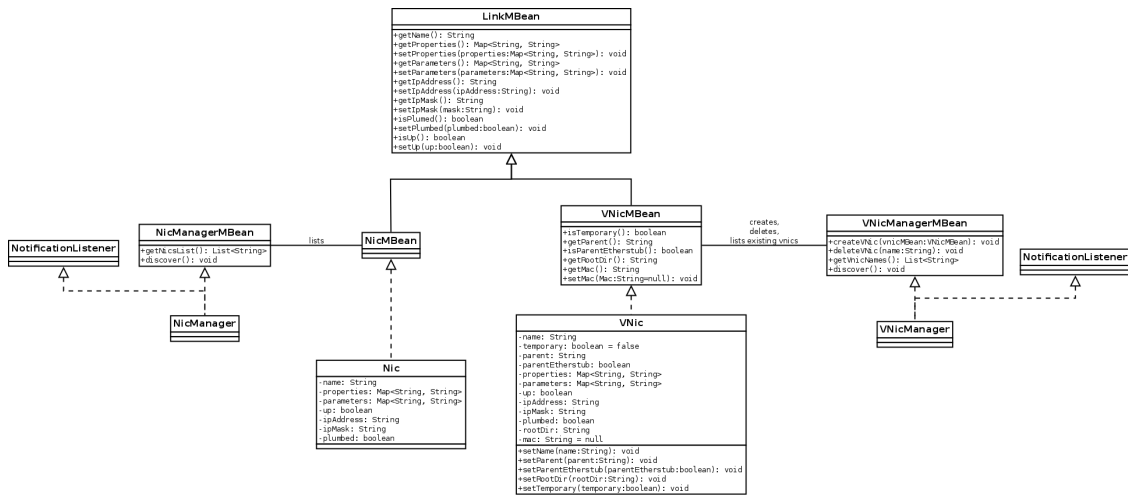 LinkMBean
+getName(): String
+getProperties(): Map<String, String>
+setProperties(properties:Map<String, String>): void
+getParameters(): Map<String, String>
+setParameters(parameters:Map<String, String>): void
+getIpAddress(): String
+setIpAddress(ipAddress:String): void
+getIpMask(): String
+setIpMask(mask:String): void
+isPlumed(): boolean
+setPlumbed(plumbed:boolean): void
+isUp(): boolean
+setUp(up:boolean): void
NotificationListener
NicManagerMBean
+getNicsList(): List<String>
+discover(): void
lists
NicMBean
VNicMBean
+isTemporary(): boolean
+getParent(): String
+isParentEtherstub(): boolean
+getRootDir(): String
+getMac(): String
+setMac(Mac:String=null): void
creates,
deletes,
lists existing vnics
VNicManagerMBean
+createVNic(vnicMBean:VNicMBean): void
+deleteVNic(name:String): void
+getVnicNames(): List<String>
+discover(): void
NotificationListener
NicManager
VNicManager
Nic
-name: String
-properties: Map<String, String>
-parameters: Map<String, String>
-up: boolean
-ipAddress: String
-ipMask: String
-plumbed: boolean
VNic
-name: String
-temporary: boolean = false
-parent: String
-parentEtherstub: boolean
-properties: Map<String, String>
-parameters: Map<String, String>
-up: boolean
-ipAddress: String
-ipMask: String
-plumbed: boolean
-rootDir: String
-mac: String = null
+setName(name:String): void
+setParent(parent:String): void
+setParentEtherstub(parentEtherstub:boolean): void
+setRootDir(rootDir:String): void
+setTemporary(temporary:boolean): void